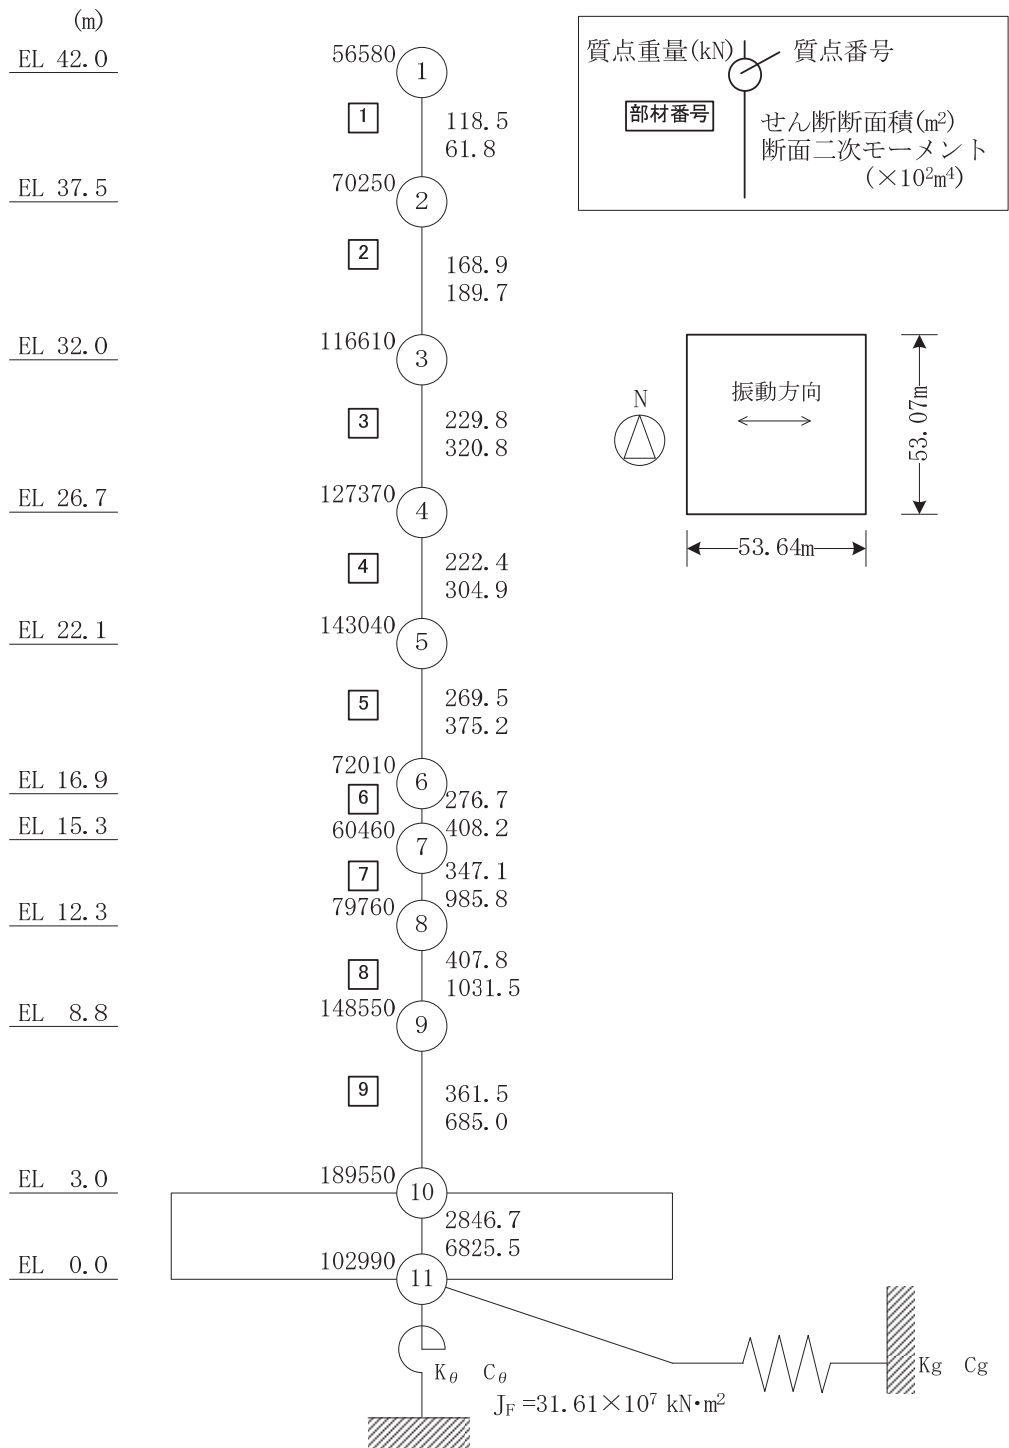 (m)
EL 42.0
56580
1
1
118.5
61.8
EL 37.5
70250
2
2
168.9
189.7
EL 32.0
116610
3
3
229.8
320.8
EL 26.7
127370
4
4
222.4
304.9
EL 22.1
143040
5
5
269.5
375.2
EL 16.9
72010
6
6
276.7
408.2
EL 15.3
60460
7
7
347.1
985.8
EL 12.3
79760
8
8
407.8
1031.5
EL 8.8
148550
9
9
361.5
685.0
EL 3.0
189550
10
2846.7
6825.5
EL 0.0
102990
11
Kθ Cθ
Kg Cg
J_F=31.61×10⁷ kN・m²
質点重量(kN)
質点番号
部材番号
せん断断面積(m²)
断面二次モーメント
(×10²m⁴)
N
振動方向
53.07m
53.64m